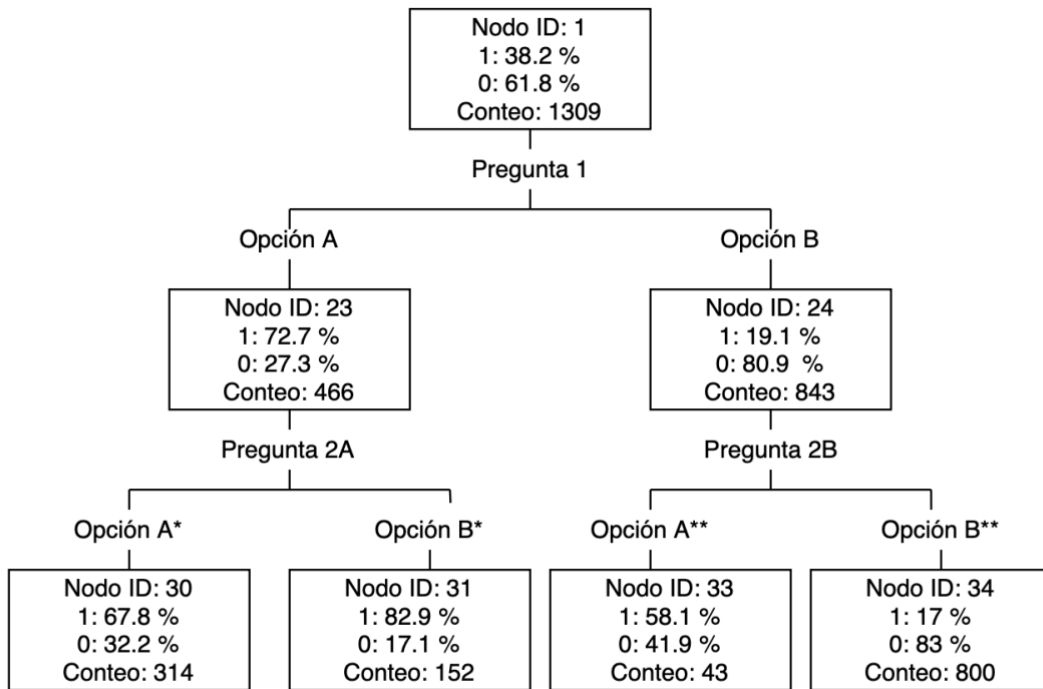 Nodo ID: 1
1: 38.2 %
0: 61.8 %
Conteo: 1309
Pregunta 1
Opción A
Opción B
Nodo ID: 23
1: 72.7 %
0: 27.3 %
Conteo: 466
Nodo ID: 24
1: 19.1 %
0: 80.9 %
Conteo: 843
Pregunta 2A
Pregunta 2B
Opción A*
Opción B*
Opción A**
Opción B**
Nodo ID: 30
1: 67.8 %
0: 32.2 %
Conteo: 314
Nodo ID: 31
1: 82.9 %
0: 17.1 %
Conteo: 152
Nodo ID: 33
1: 58.1 %
0: 41.9 %
Conteo: 43
Nodo ID: 34
1: 17 %
0: 83 %
Conteo: 800